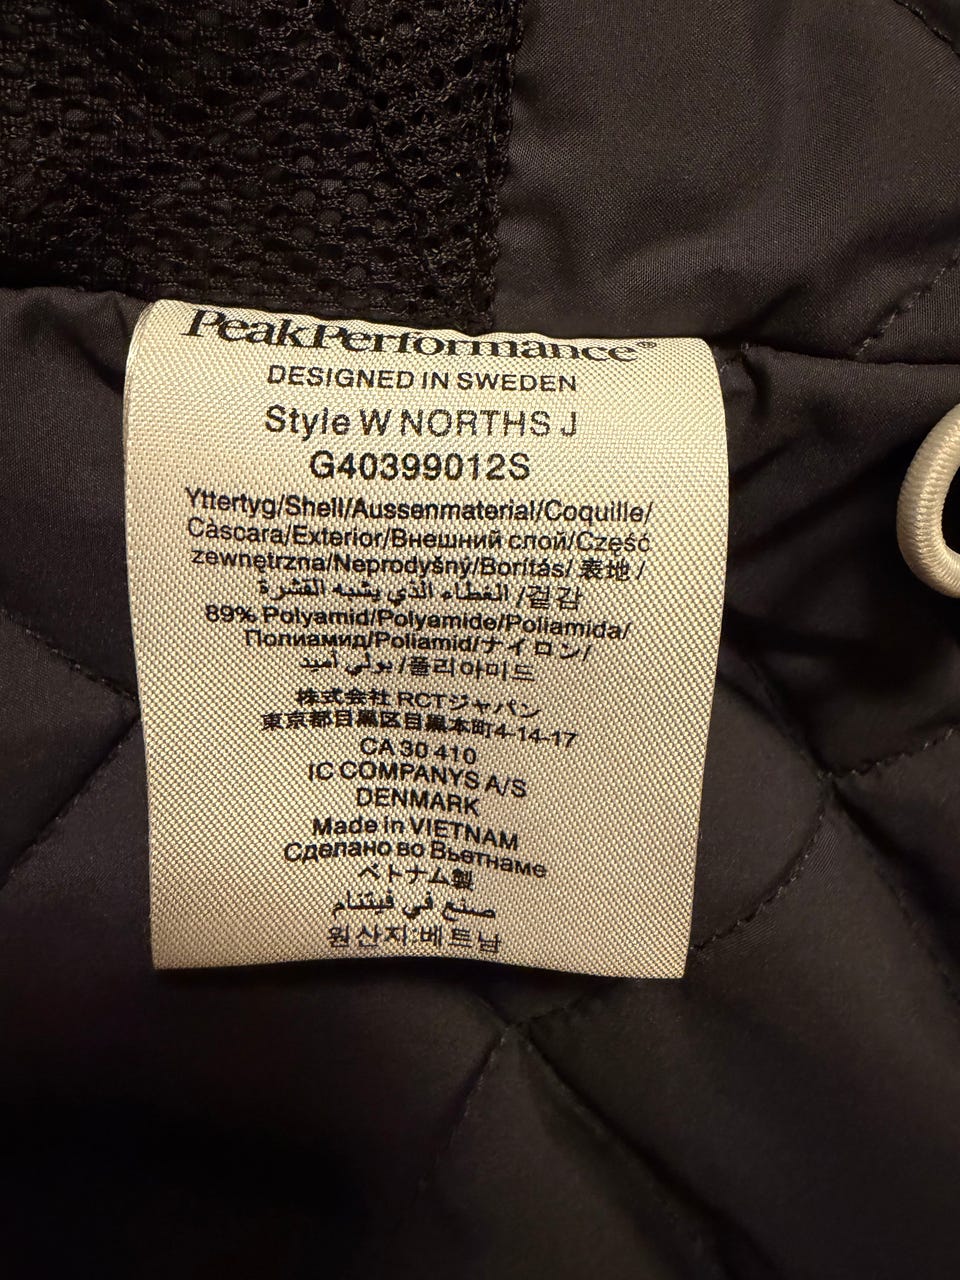 PeakPerformance®
DESIGNED IN SWEDEN
Style W NORTHS J
G40399012S
Yttertyg/Shell/Aussenmaterial/Coquille/
Càscara/Exterior/Внешний слой/Część
zewnętrzna/Neprodyšný/Borítás/ 表地 /
الغطاء الذي يشبه القشرة /겉감
89% Polyamid/Polyamide/Poliamida/
Полиамид/Poliamid/ナイロン/
بولي أميد /폴리아미드
株式会社 RCTジャパン
東京都目黒区目黒本町4-14-17
CA 30 410
IC COMPANYS A/S
DENMARK
Made in VIETNAM
Сделано во Вьетнаме
ベトナム製
صنع في فيتنام
원산지:베트남